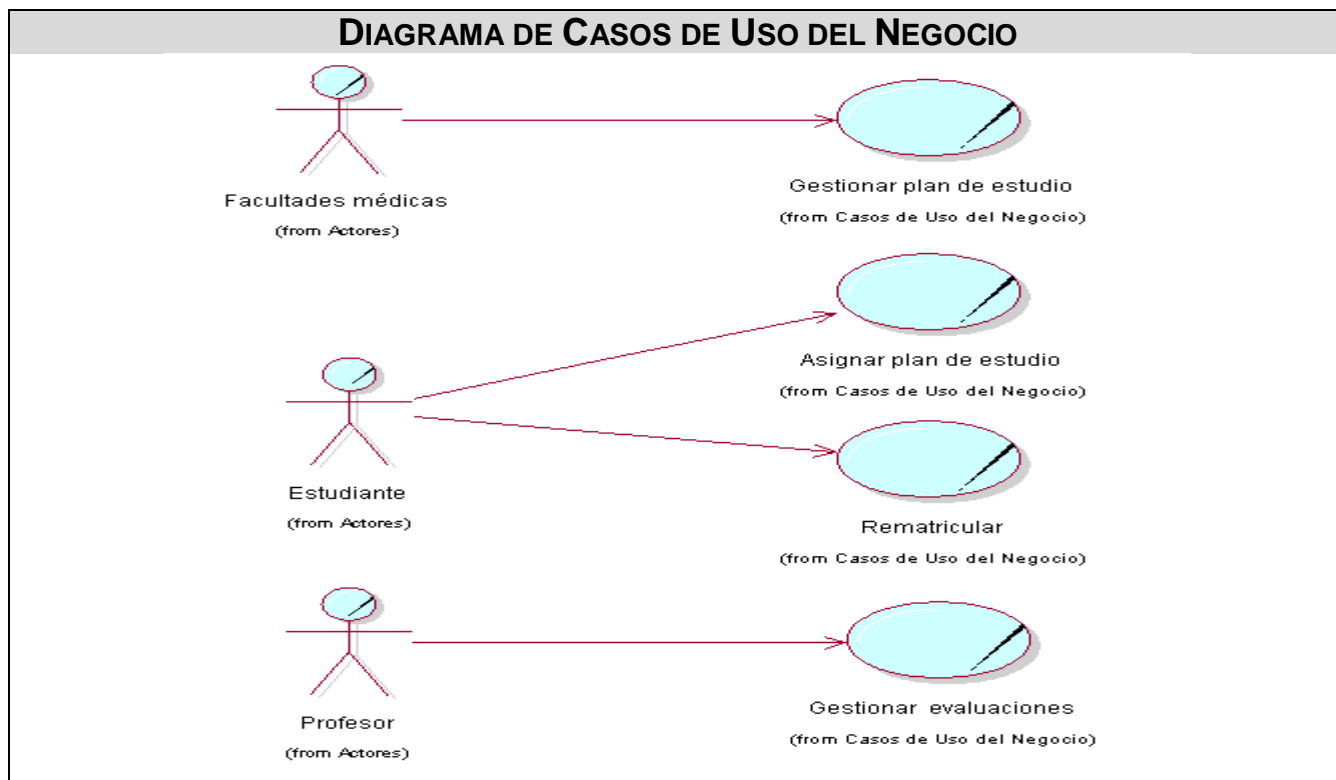 DIAGRAMA DE CASOS DE USO DEL NEGOCIO
Facultades médicas
(from Actores)
Gestionar plan de estudio
(from Casos de Uso del Negocio)
Asignar plan de estudio
(from Casos de Uso del Negocio)
Estudiante
(from Actores)
Rematricular
(from Casos de Uso del Negocio)
Profesor
(from Actores)
Gestionar evaluaciones
(from Casos de Uso del Negocio)